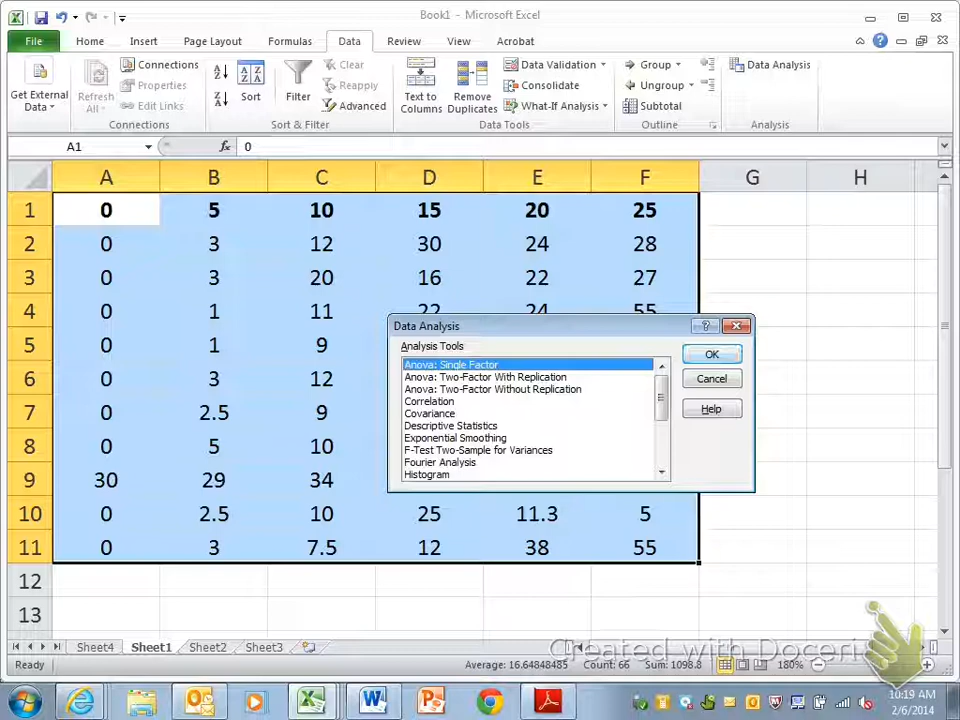 Book1 - Microsoft Excel
File Home Insert Page Layout Formulas Data Review View Acrobat
Get External Data
Refresh All
Connections
Properties
Edit Links
Connections
Sort
Filter
Clear
Reapply
Advanced
Sort & Filter
Text to Columns
Remove Duplicates
Data Validation
Consolidate
What-If Analysis
Data Tools
Group
Ungroup
Subtotal
Outline
Data Analysis
Analysis
A1 fx 0
A B C D E F G H
1 0 5 10 15 20 25
2 0 3 12 30 24 28
3 0 3 20 16 22 27
4 0 1 11 22 24 55
5 0 1 9
6 0 3 12
7 0 2.5 9
8 0 5 10
9 30 29 34
10 0 2.5 10 25 11.3 5
11 0 3 7.5 12 38 55
12
13
Data Analysis
Analysis Tools
Anova: Single Factor
Anova: Two-Factor With Replication
Anova: Two-Factor Without Replication
Correlation
Covariance
Descriptive Statistics
Exponential Smoothing
F-Test Two-Sample for Variances
Fourier Analysis
Histogram
OK
Cancel
Help
Sheet4 Sheet1 Sheet2 Sheet3
Created with Doceri
Ready Average: 16.64848485 Count: 66 Sum: 1098.8 180%
10:19 AM
2/6/2014